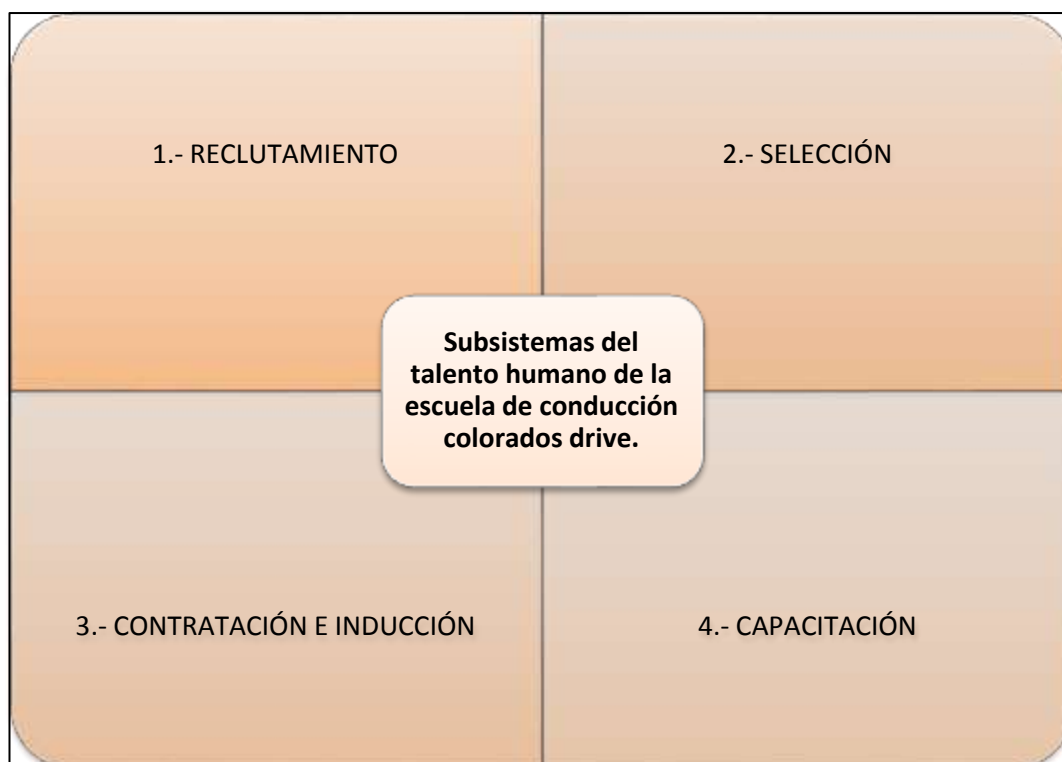 1.- RECLUTAMIENTO
2.- SELECCIÓN
Subsistemas del
talento humano de la
escuela de conducción
colorados drive.
3.- CONTRATACIÓN E INDUCCIÓN
4.- CAPACITACIÓN